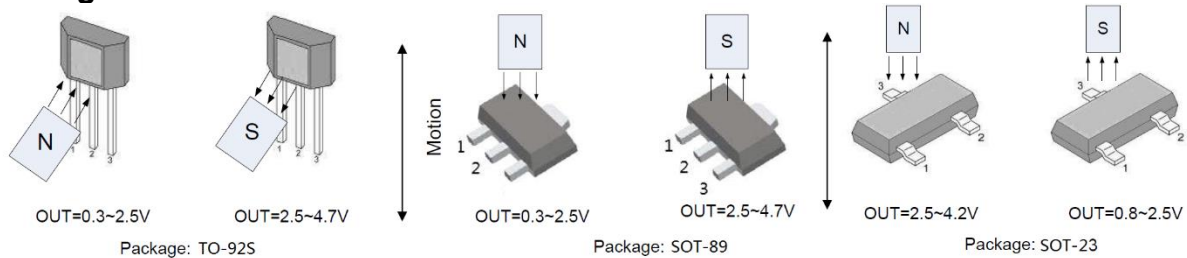 N
1
2
3
OUT=0.3~2.5V
S
1
2
3
OUT=2.5~4.7V
Package: TO-92S
Motion
N
1
2
OUT=0.3~2.5V
S
1
2
3
OUT=2.5~4.7V
Package: SOT-89
N
3
2
1
OUT=2.5~4.2V
S
3
2
1
OUT=0.8~2.5V
Package: SOT-23